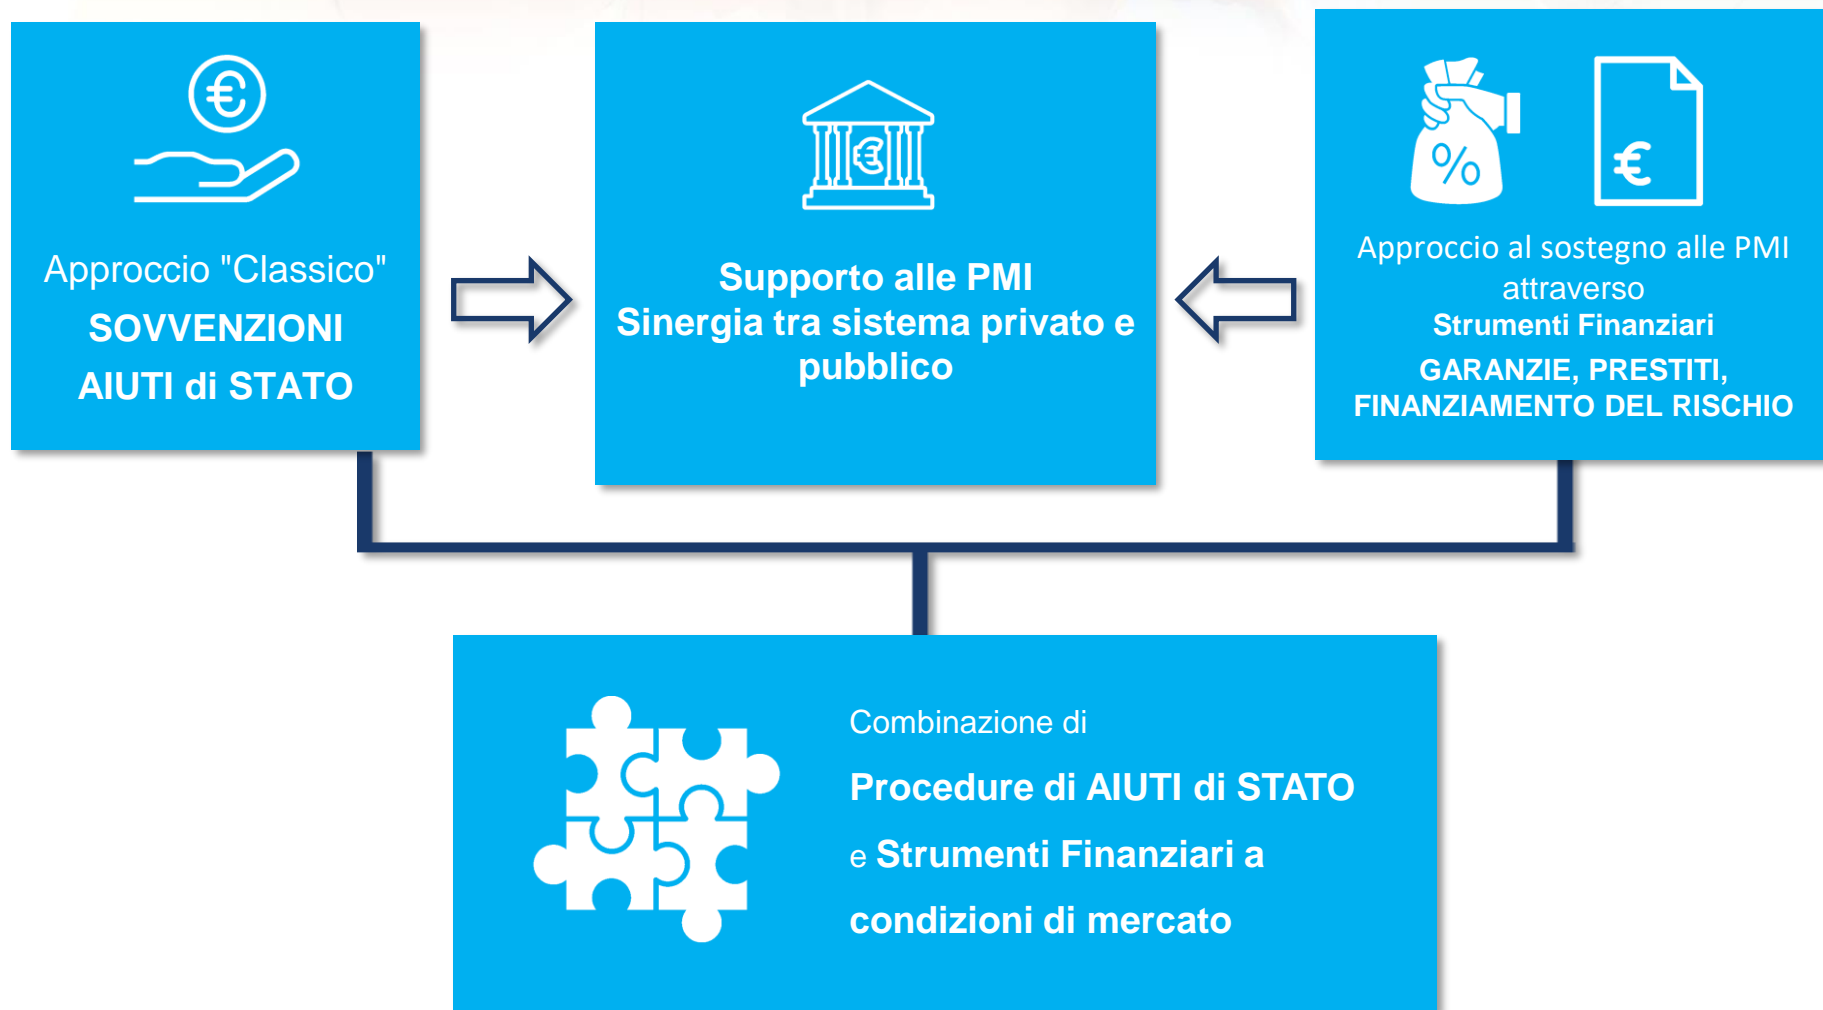 Approccio "Classico"
SOVVENZIONI
AIUTI di STATO
Supporto alle PMI
Sinergia tra sistema privato e
pubblico
Approccio al sostegno alle PMI
attraverso
Strumenti Finanziari
GARANZIE, PRESTITI,
FINANZIAMENTO DEL RISCHIO
Combinazione di
Procedure di AIUTI di STATO
e Strumenti Finanziari a
condizioni di mercato